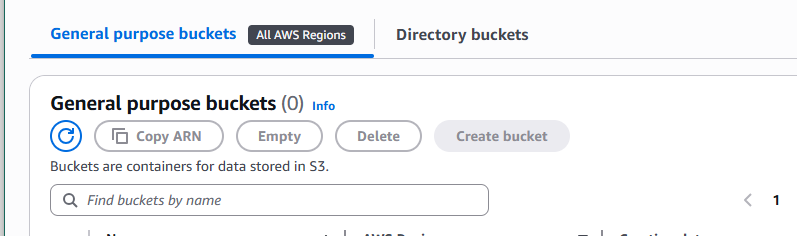 General purpose buckets All AWS Regions Directory buckets
General purpose buckets (0) Info
Copy ARN Empty Delete Create bucket
Buckets are containers for data stored in S3.
Find buckets by name 1